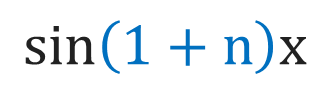 sin(1 + n)x